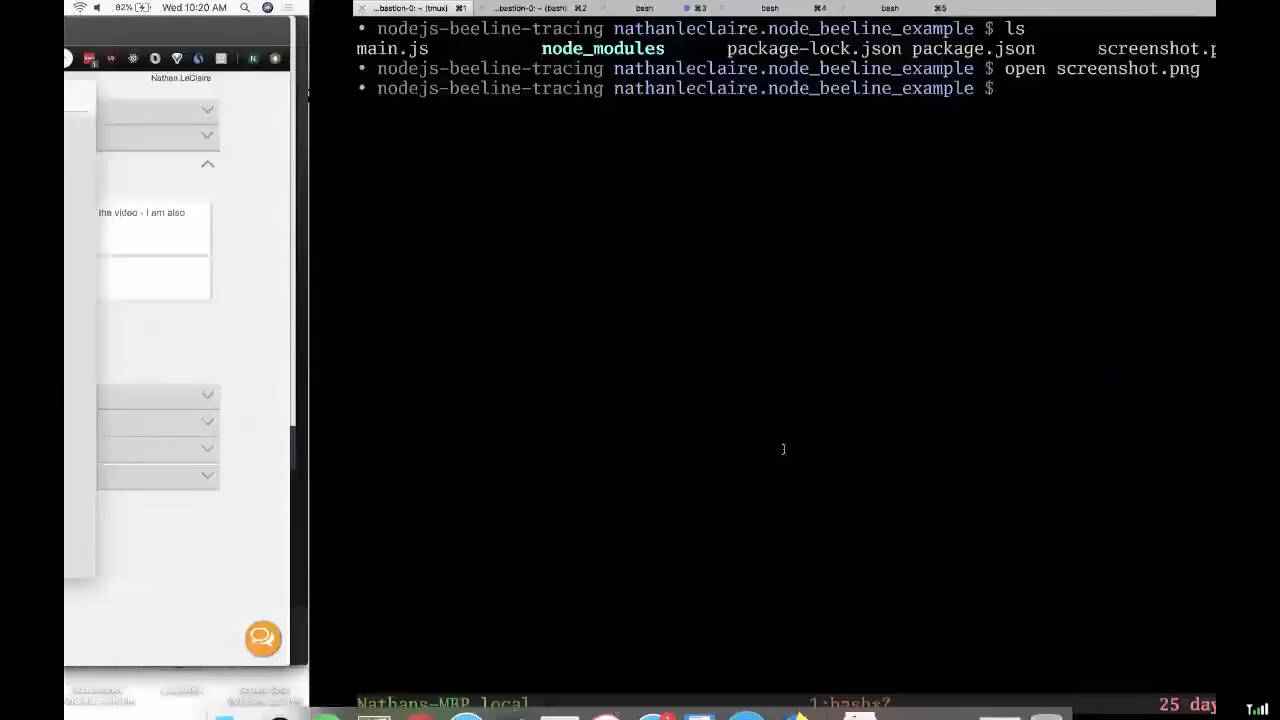 82% Wed 10:20 AM
Nathan LeClaire
the video - I am also
...bastion-0: ~ (tmux) ⌘1 ...bastion-0: ~ (bash) ⌘2 bash ⌘3 bash ⌘4 bash ⌘5
• nodejs-beeline-tracing nathanleclaire.node_beeline_example $ ls
main.js node_modules package-lock.json package.json screenshot.p
• nodejs-beeline-tracing nathanleclaire.node_beeline_example $ open screenshot.png
• nodejs-beeline-tracing nathanleclaire.node_beeline_example $
Nathans-MBP.local 1:bash*Z 25 day